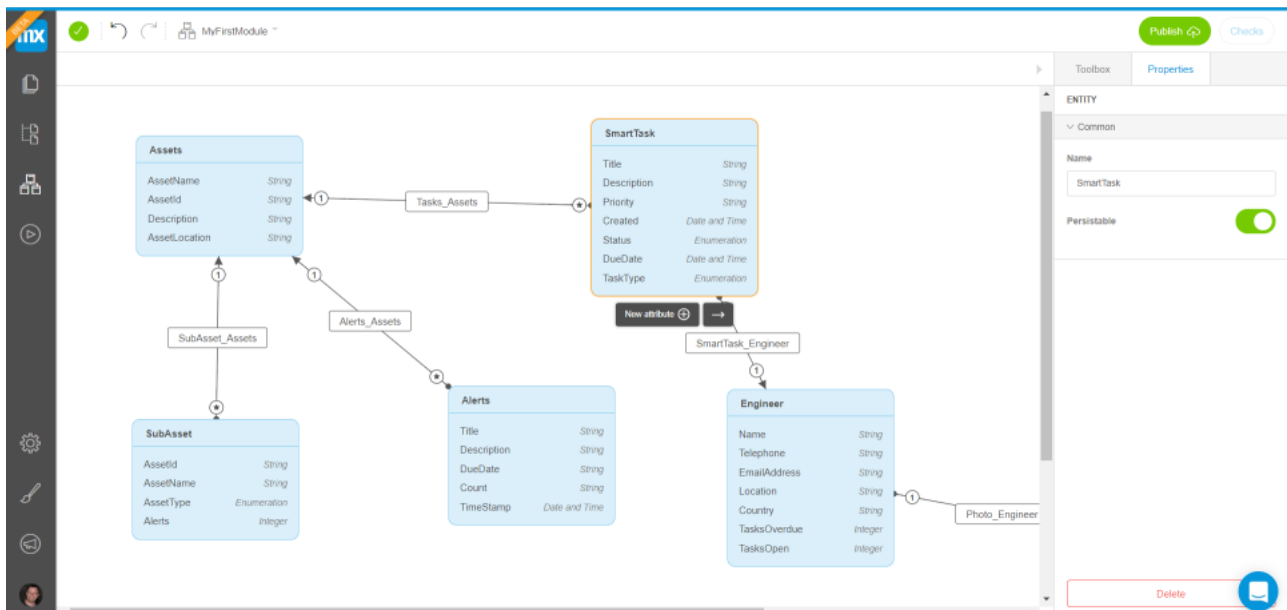 BETA
mx
MyFirstModule
Publish
Checks
Toolbox
Properties
ENTITY
Common
Name
SmartTask
Persistable
Delete
Assets
AssetName String
AssetId String
Description String
AssetLocation String
1
Tasks_Assets
*
SmartTask
Title String
Description String
Priority String
Created Date and Time
Status Enumeration
DueDate Date and Time
TaskType Enumeration
New attribute
1
SubAsset_Assets
*
1
Alerts_Assets
*
SmartTask_Engineer
1
SubAsset
AssetId String
AssetName String
AssetType Enumeration
Alerts Integer
Alerts
Title String
Description String
DueDate String
Count String
TimeStamp Date and Time
Engineer
Name String
Telephone String
EmailAddress String
Location String
Country String
TasksOverdue Integer
TasksOpen Integer
1
Photo_Engineer